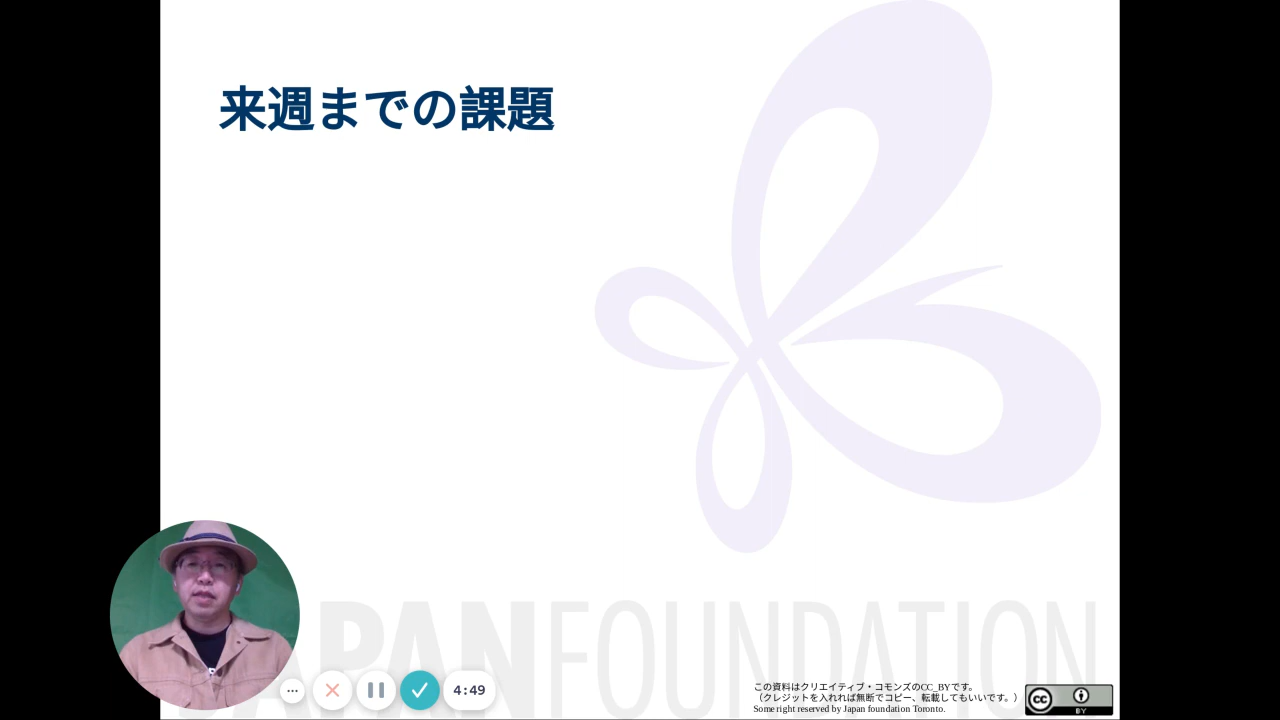 来週までの課題
JAPANFOUNDATION
4:49
この資料はクリエイティブ・コモンズのCC_BYです。
（クレジットを入れれば無断でコピー、転載してもいいです。）
Some right reserved by Japan foundation Toronto.
cc
BY